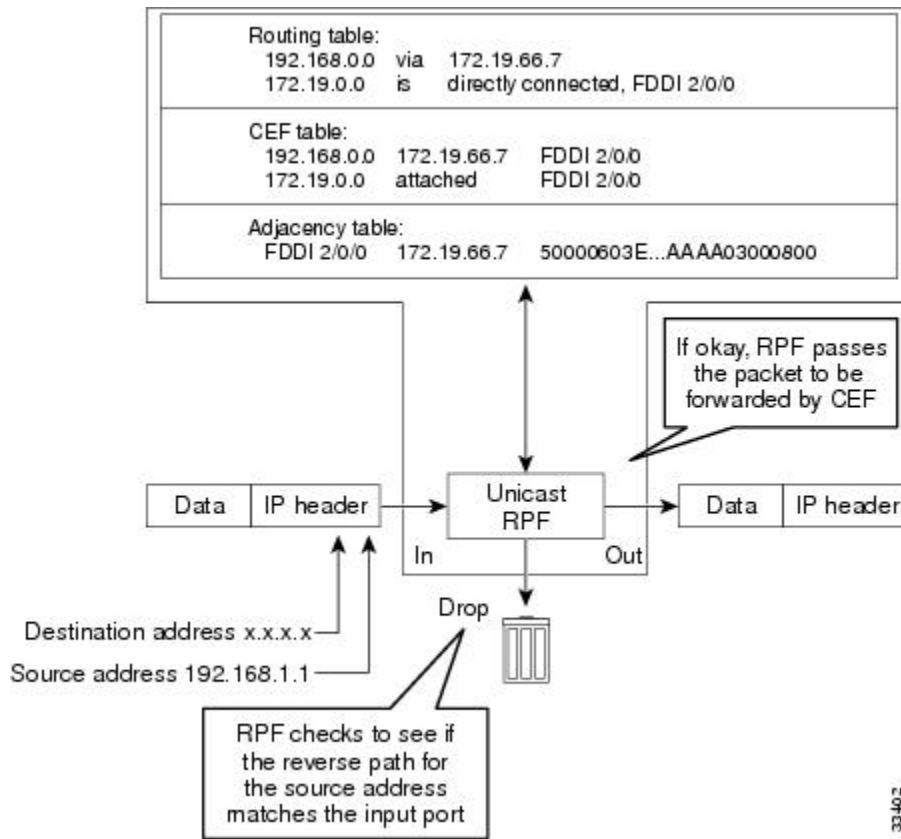 Routing table:
192.168.0.0 via 172.19.66.7
172.19.0.0 is directly connected, FDDI 2/0/0
CEF table:
192.168.0.0 172.19.66.7 FDDI 2/0/0
172.19.0.0 attached FDDI 2/0/0
Adjacency table:
FDDI 2/0/0 172.19.66.7 50000603E...AAAA03000800
If okay, RPF passes
the packet to be
forwarded by CEF
Data IP header
Unicast
RPF
Data IP header
In
Out
Drop
Destination address x.x.x.x
Source address 192.168.1.1
RPF checks to see if
the reverse path for
the source address
matches the input port
33402